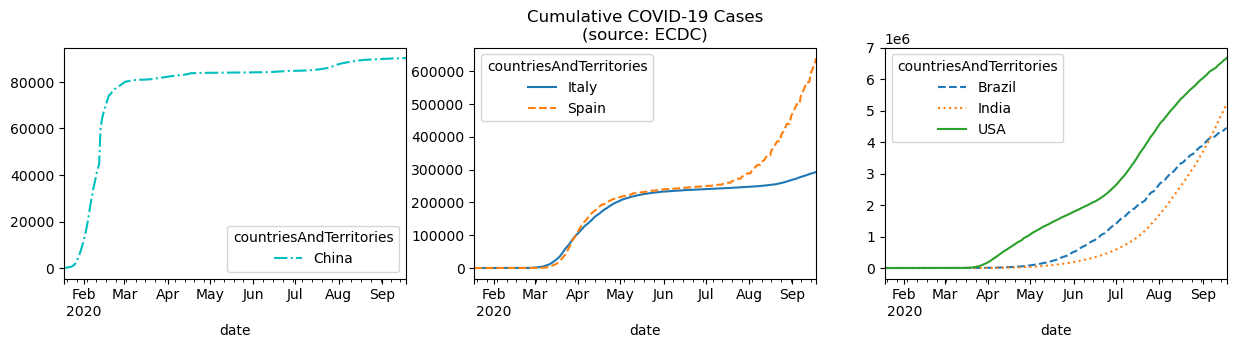 Cumulative COVID-19 Cases
(source: ECDC)
80000
60000
40000
20000
0
countriesAndTerritories
China
Feb Mar Apr May Jun Jul Aug Sep
2020
date
600000
500000
400000
300000
200000
100000
0
countriesAndTerritories
Italy
Spain
Feb Mar Apr May Jun Jul Aug Sep
2020
date
1e6
7
6
5
4
3
2
1
0
countriesAndTerritories
Brazil
India
USA
Feb Mar Apr May Jun Jul Aug Sep
2020
date